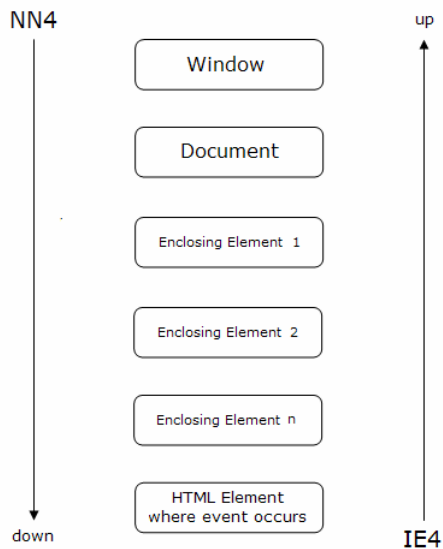 NN4
up
Window
Document
Enclosing Element 1
Enclosing Element 2
Enclosing Element n
HTML Element
where event occurs
down
IE4